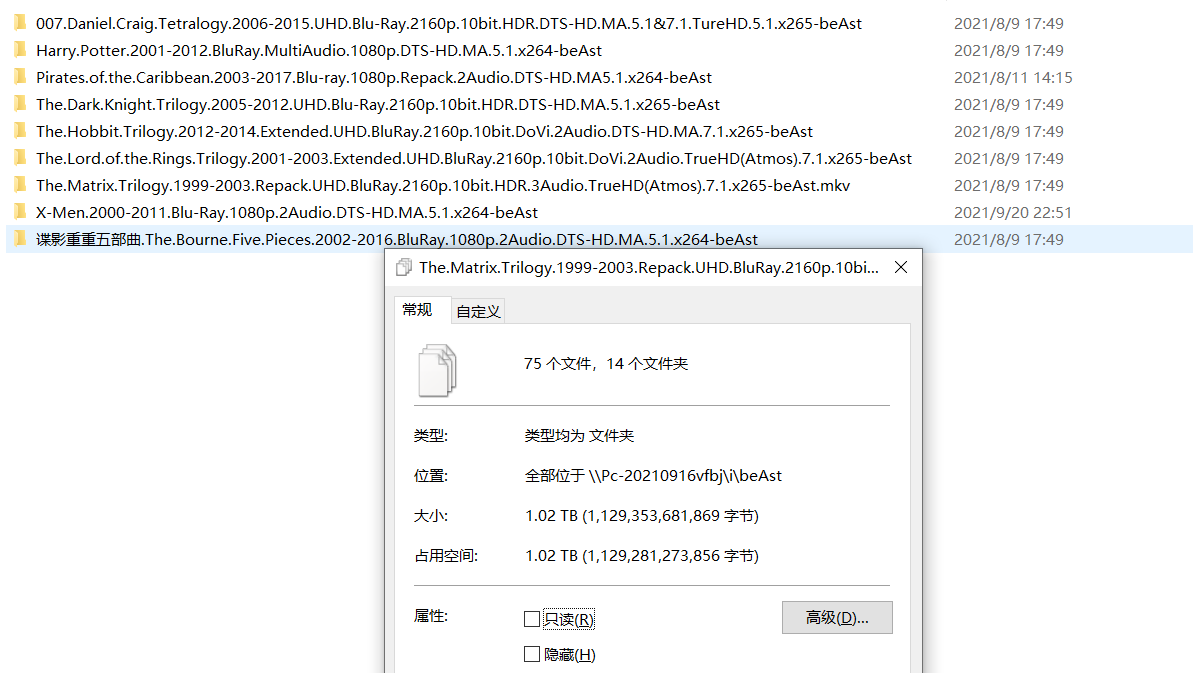 007.Daniel.Craig.Tetralogy.2006-2015.UHD.Blu-Ray.2160p.10bit.HDR.DTS-HD.MA.5.1&7.1.TureHD.5.1.x265-beAst 2021/8/9 17:49
Harry.Potter.2001-2012.BluRay.MultiAudio.1080p.DTS-HD.MA.5.1.x264-beAst 2021/8/9 17:49
Pirates.of.the.Caribbean.2003-2017.Blu-ray.1080p.Repack.2Audio.DTS-HD.MA5.1.x264-beAst 2021/8/11 14:15
The.Dark.Knight.Trilogy.2005-2012.UHD.Blu-Ray.2160p.10bit.HDR.DTS-HD.MA.5.1.x265-beAst 2021/8/9 17:49
The.Hobbit.Trilogy.2012-2014.Extended.UHD.BluRay.2160p.10bit.DoVi.2Audio.DTS-HD.MA.7.1.x265-beAst 2021/8/9 17:49
The.Lord.of.the.Rings.Trilogy.2001-2003.Extended.UHD.BluRay.2160p.10bit.DoVi.2Audio.TrueHD(Atmos).7.1.x265-beAst 2021/8/9 17:49
The.Matrix.Trilogy.1999-2003.Repack.UHD.BluRay.2160p.10bit.HDR.3Audio.TrueHD(Atmos).7.1.x265-beAst.mkv 2021/8/9 17:49
X-Men.2000-2011.Blu-Ray.1080p.2Audio.DTS-HD.MA.5.1.x264-beAst 2021/9/20 22:51
谍影重重五部曲.The.Bourne.Five.Pieces.2002-2016.BluRay.1080p.2Audio.DTS-HD.MA.5.1.x264-beAst 2021/8/9 17:49
The.Matrix.Trilogy.1999-2003.Repack.UHD.BluRay.2160p.10bi...
常规 自定义
75 个文件，14 个文件夹
类型: 类型均为 文件夹
位置: 全部位于 \\Pc-20210916vfbj\i\beAst
大小: 1.02 TB (1,129,353,681,869 字节)
占用空间: 1.02 TB (1,129,281,273,856 字节)
属性: 只读(R) 高级(D)...
隐藏(H)